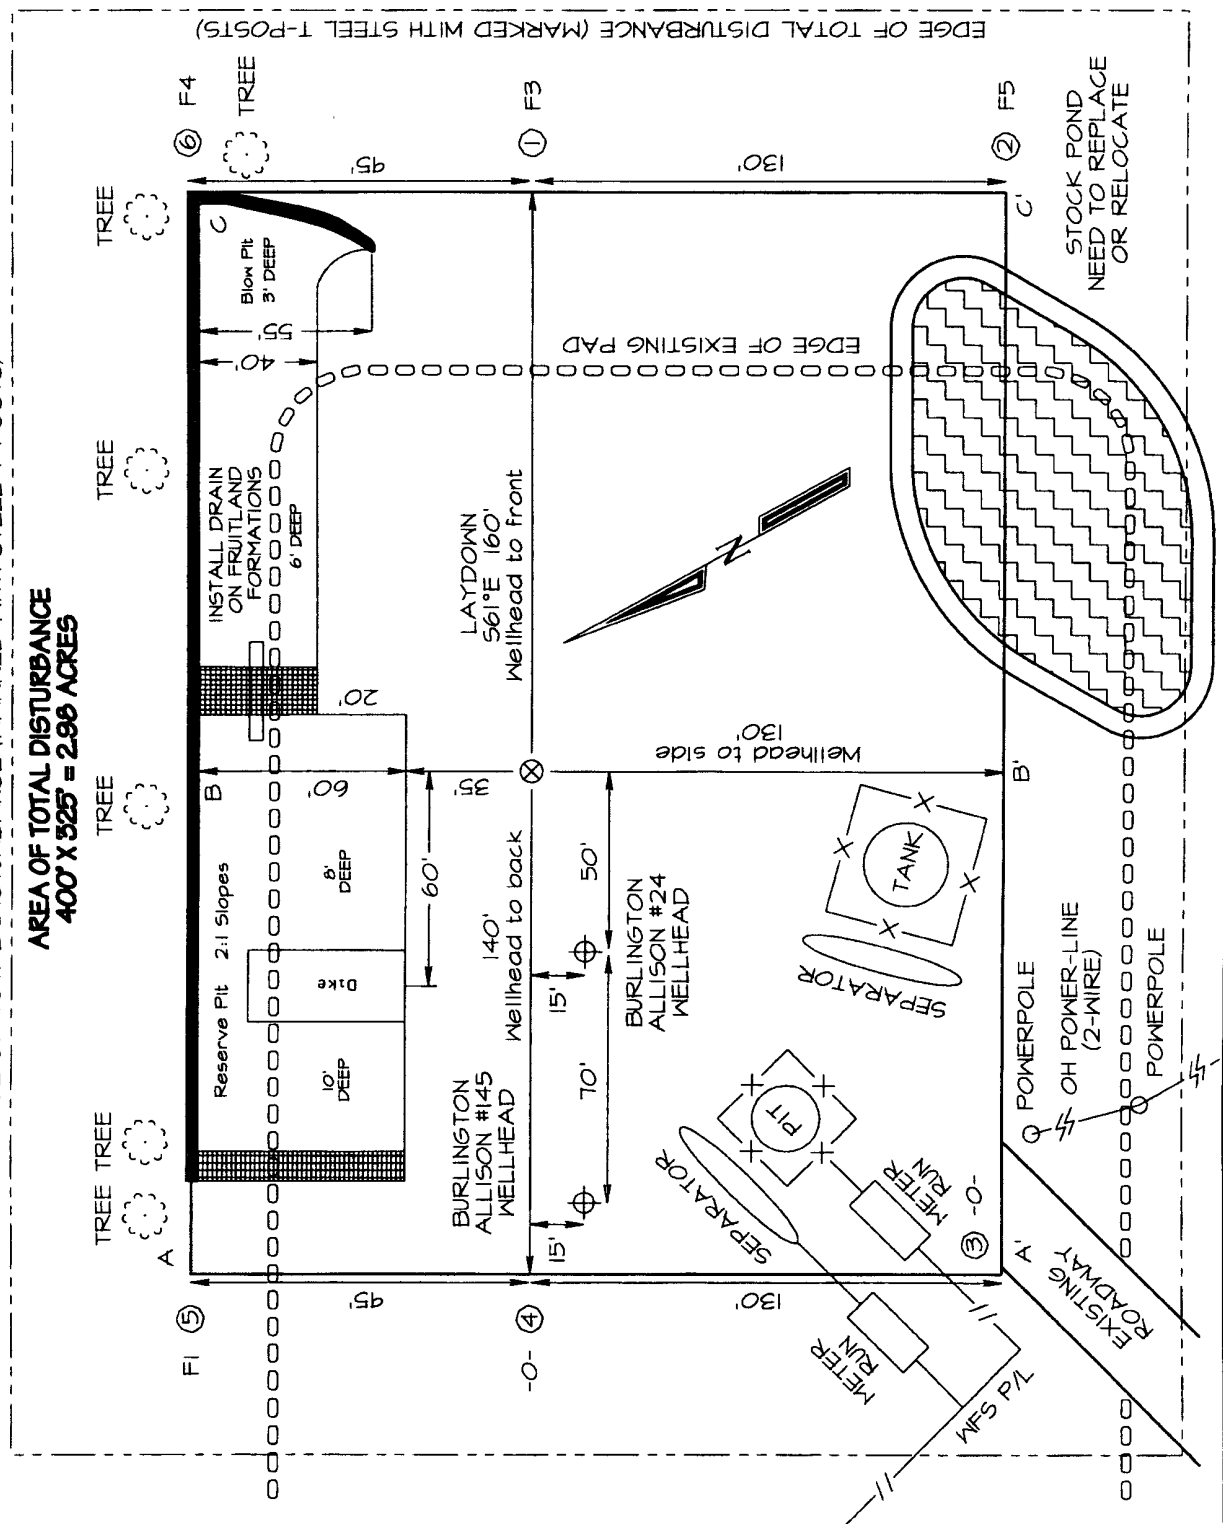 AREA OF TOTAL DISTURBANCE
400' X 325' = 2.98 ACRES
EDGE OF TOTAL DISTURBANCE (MARKED WITH STEEL T-POSTS)
TREE
TREE
TREE
TREE
TREE
TREE
F4
6
F3
1
F5
2
45'
130'
C
Blow Pit
3' DEEP
55'
40'
INSTALL DRAIN
ON FRUITLAND
FORMATIONS
6' DEEP
20'
EDGE OF EXISTING PAD
C'
STOCK POND
NEED TO REPLACE
OR RELOCATE
LAYDOWN
S61°E 160'
Wellhead to front
N
B
60'
35'
Wellhead to side
130'
B'
Reserve Pit 2:1 Slopes
8'
DEEP
Dike
10'
DEEP
60'
140'
Wellhead to back
50'
15'
70'
15'
BURLINGTON
ALLISON #24
WELLHEAD
BURLINGTON
ALLISON #145
WELLHEAD
TANK
SEPARATOR
PIT
SEPARATOR
METER
RUN
METER
RUN
WFS P/L
POWERPOLE
OH POWER-LINE
(2-WIRE)
POWERPOLE
A
A'
45'
130'
F1
5
-0-
4
3
-0-
EXISTING
ROADWAY